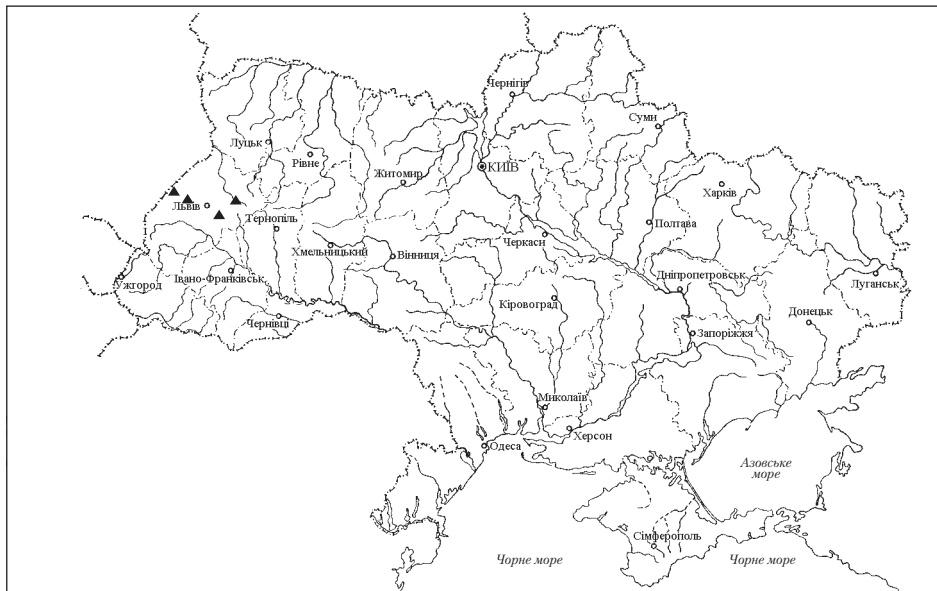 Чернігів
Суми
Луцьк
Рівне
КИЇВ
Житомир
Харків
Львів
Тернопіль
Полтава
Черкаси
Хмельницький
Вінниця
Ужгород
Івано-Франківськ
Дніпропетровськ
Луганськ
Кіровоград
Донецьк
Чернівці
Запоріжжя
Миколаїв
Херсон
Одеса
Азовське
море
Сімферополь
Чорне море
Чорне море